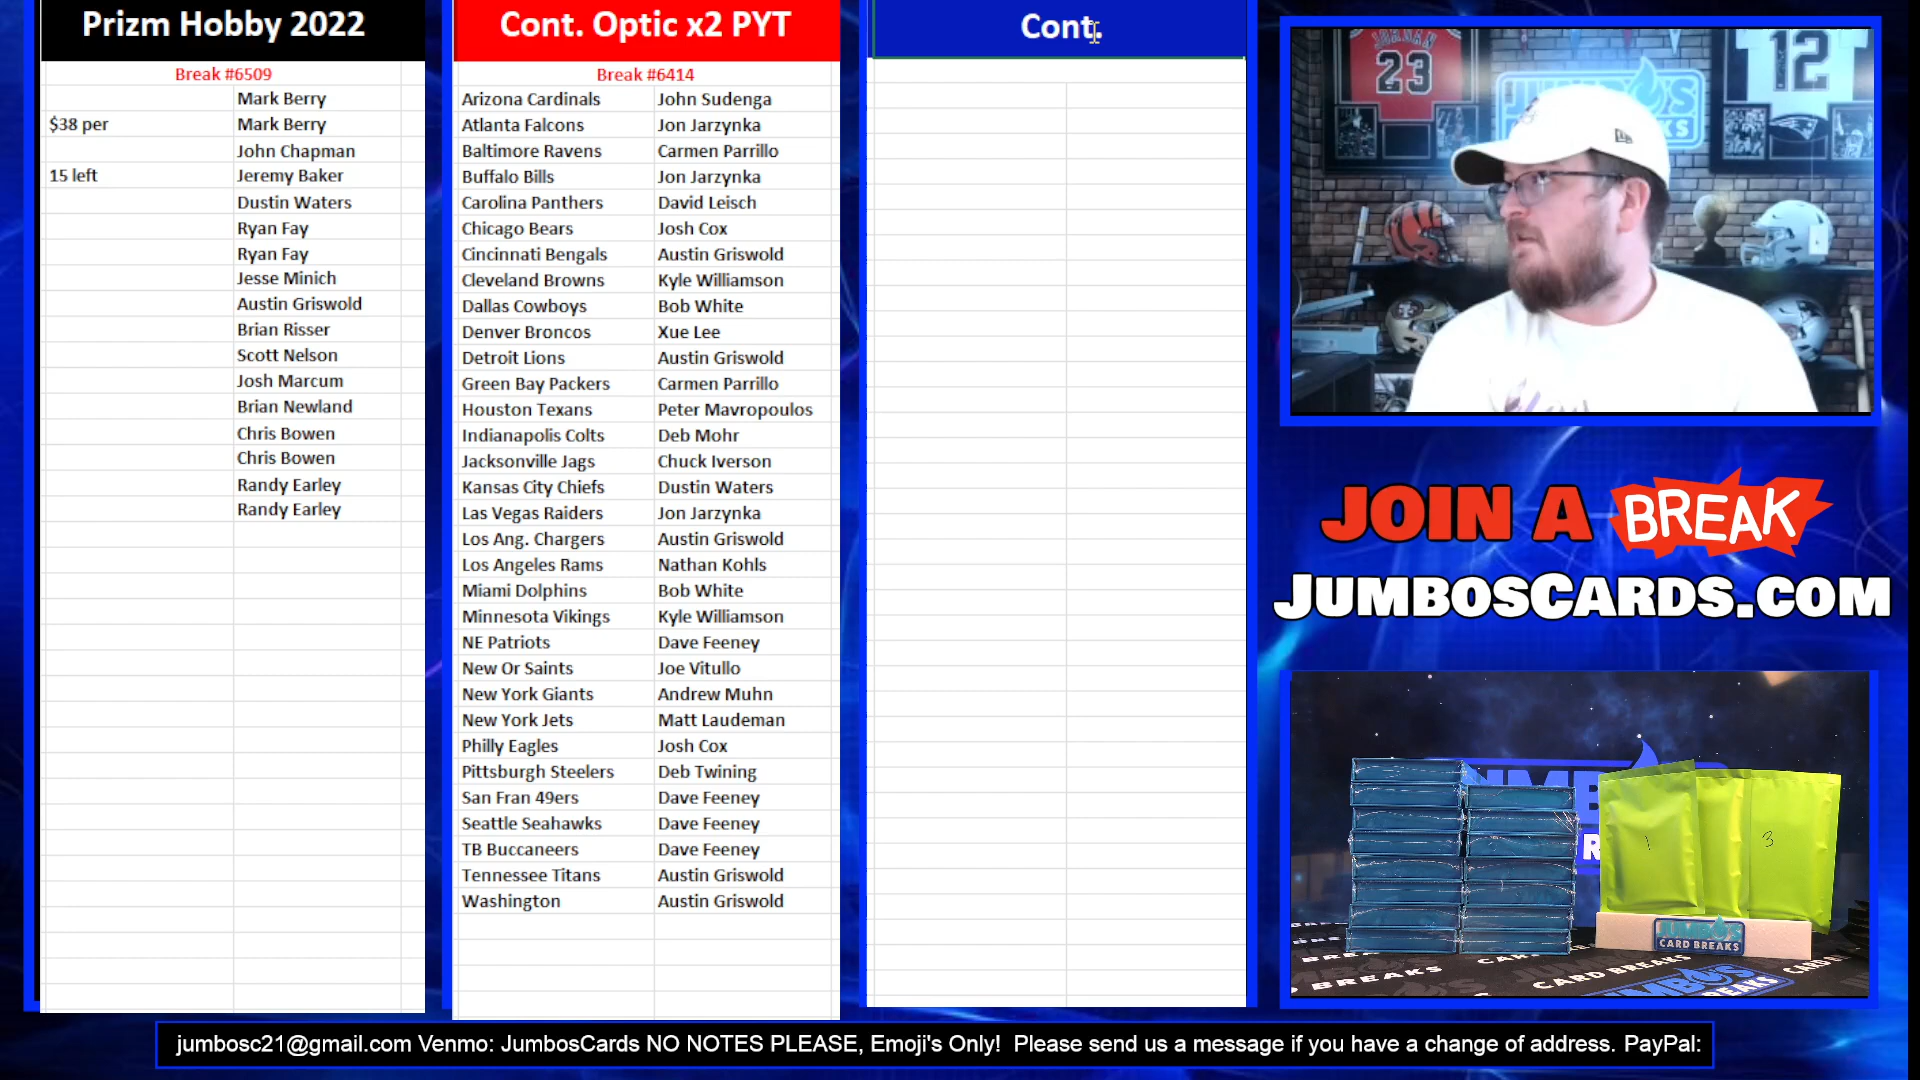 Prizm Hobby 2022
Break #6509
Mark Berry
$38 per Mark Berry
John Chapman
15 left Jeremy Baker
Dustin Waters
Ryan Fay
Ryan Fay
Jesse Minich
Austin Griswold
Brian Risser
Scott Nelson
Josh Marcum
Brian Newland
Chris Bowen
Chris Bowen
Randy Earley
Randy Earley
Cont. Optic x2 PYT
Break #6414
Arizona Cardinals John Sudenga
Atlanta Falcons Jon Jarzynka
Baltimore Ravens Carmen Parrillo
Buffalo Bills Jon Jarzynka
Carolina Panthers David Leisch
Chicago Bears Josh Cox
Cincinnati Bengals Austin Griswold
Cleveland Browns Kyle Williamson
Dallas Cowboys Bob White
Denver Broncos Xue Lee
Detroit Lions Austin Griswold
Green Bay Packers Carmen Parrillo
Houston Texans Peter Mavropoulos
Indianapolis Colts Deb Mohr
Jacksonville Jags Chuck Iverson
Kansas City Chiefs Dustin Waters
Las Vegas Raiders Jon Jarzynka
Los Ang. Chargers Austin Griswold
Los Angeles Rams Nathan Kohls
Miami Dolphins Bob White
Minnesota Vikings Kyle Williamson
NE Patriots Dave Feeney
New Or Saints Joe Vitullo
New York Giants Andrew Muhn
New York Jets Matt Laudeman
Philly Eagles Josh Cox
Pittsburgh Steelers Deb Twining
San Fran 49ers Dave Feeney
Seattle Seahawks Dave Feeney
TB Buccaneers Dave Feeney
Tennessee Titans Austin Griswold
Washington Austin Griswold
Cont.
JORDAN
23
12
JOIN A BREAK
JUMBOSCARDS.COM
1
3
JUMBO'S
CARD BREAKS
CARD BREAKS
jumbosc21@gmail.com Venmo: JumbosCards NO NOTES PLEASE, Emoji's Only! Please send us a message if you have a change of address. PayPal: